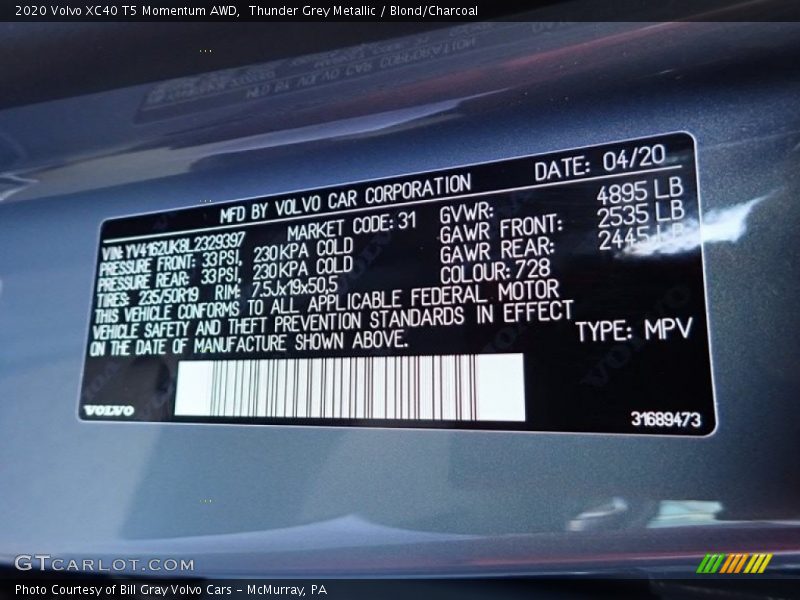 2020 Volvo XC40 T5 Momentum AWD,  Thunder Grey Metallic / Blond/Charcoal
MFD BY VOLVO CAR CORPORATION DATE: 04/20
VIN: YV4162UK8L2329397 MARKET CODE: 31 GVWR: 4895 LB
PRESSURE FRONT: 33PSI, 230KPA COLD GAWR FRONT: 2535 LB
PRESSURE REAR: 33PSI, 230KPA COLD GAWR REAR: 2445 LB
TIRES: 235/50R19 RIM: 7.5Jx19x50,5 COLOUR: 728
THIS VEHICLE CONFORMS TO ALL APPLICABLE FEDERAL MOTOR
VEHICLE SAFETY AND THEFT PREVENTION STANDARDS IN EFFECT
ON THE DATE OF MANUFACTURE SHOWN ABOVE. TYPE: MPV
VOLVO 31689473
GTCARLOT.COM
Photo Courtesy of Bill Gray Volvo Cars - McMurray, PA